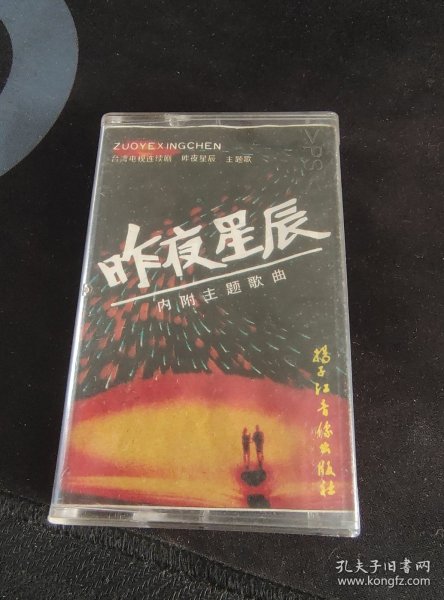 ZUOYEXINGCHEN
台湾电视连续剧 昨夜星辰 主题歌
昨夜星辰
内附主题歌曲
扬子江音像出版社
孔夫子旧书网
www.kongfz.com